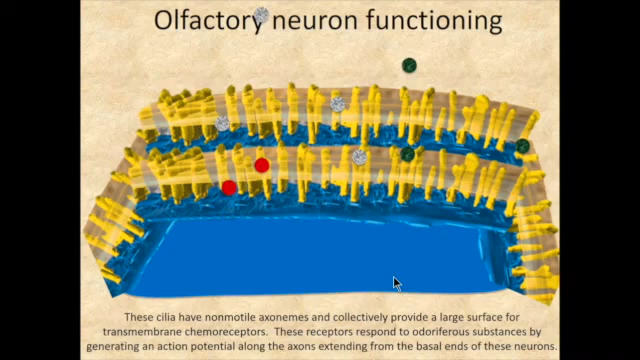 Olfactory neuron functioning
These cilia have nonmotile axonemes and collectively provide a large surface for
transmembrane chemoreceptors. These receptors respond to odoriferous substances by
generating an action potential along the axons extending from the basal ends of these neurons.